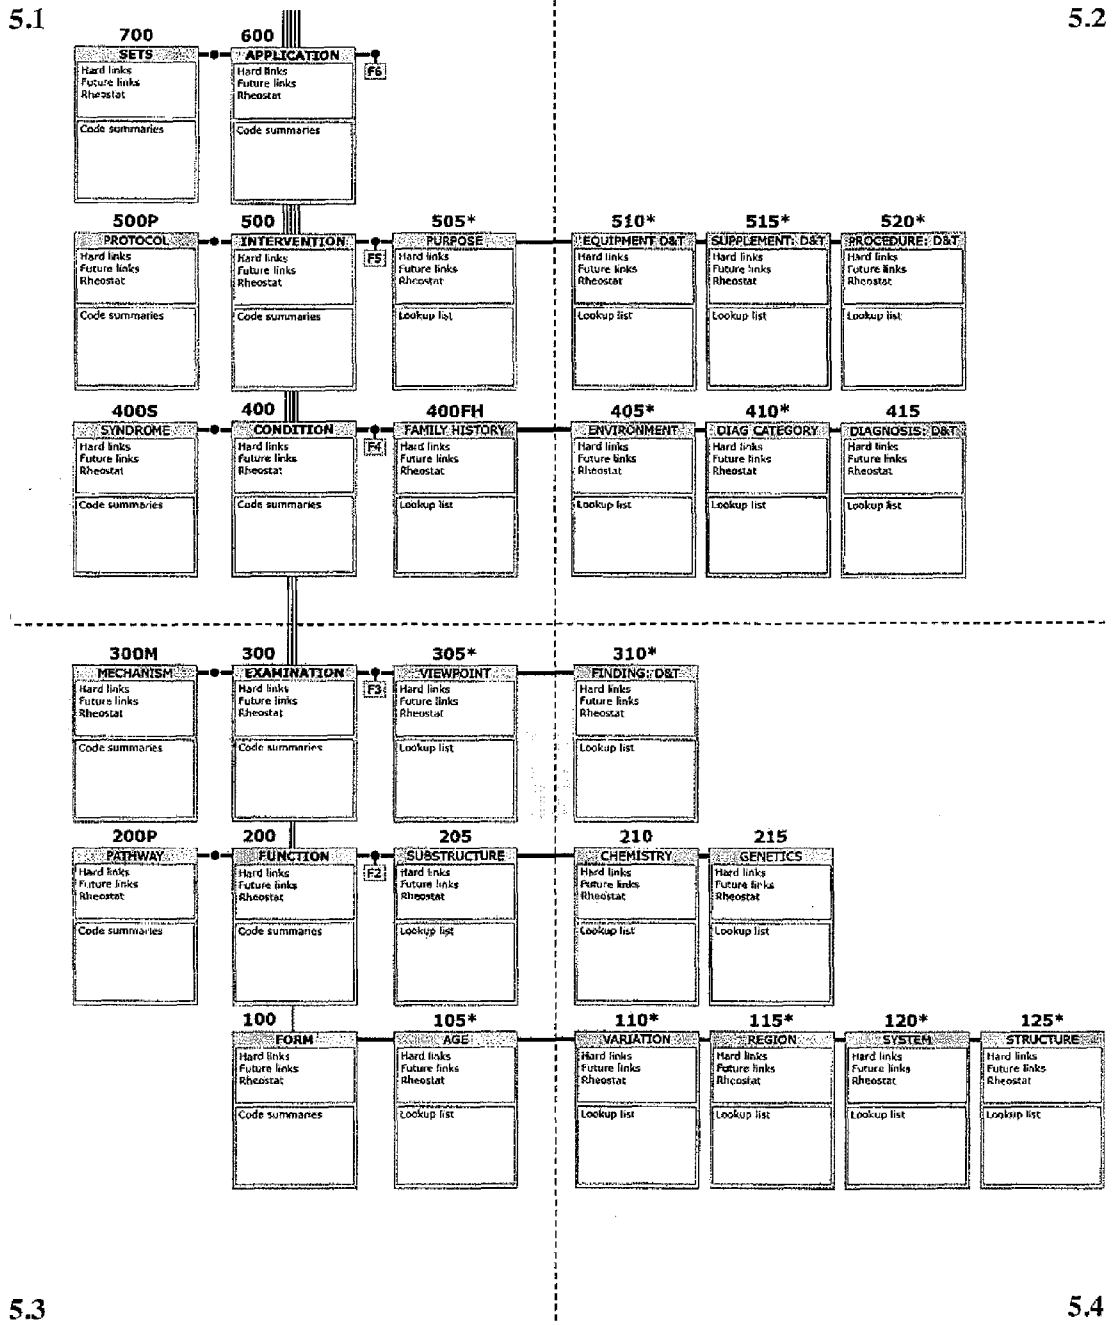 5.1
5.2
700
SETS
Hard links
Future links
Rheostat
Code summaries
600
APPLICATION
Hard links
Future links
Rheostat
Code summaries
F6
500P
PROTOCOL
Hard links
Future links
Rheostat
Code summaries
500
INTERVENTION
Hard links
Future links
Rheostat
Code summaries
F5
505*
PURPOSE
Hard links
Future links
Rheostat
Lookup list
510*
EQUIPMENT D&T
Hard links
Future links
Rheostat
Lookup list
515*
SUPPLEMENT: D&T
Hard links
Future links
Rheostat
Lookup list
520*
PROCEDURE: D&T
Hard links
Future links
Rheostat
Lookup list
400S
SYNDROME
Hard links
Future links
Rheostat
Code summaries
400
CONDITION
Hard links
Future links
Rheostat
Code summaries
F4
400FH
FAMILY HISTORY
Hard links
Future links
Rheostat
Lookup list
405*
ENVIRONMENT
Hard links
Future links
Rheostat
Lookup list
410*
DIAG CATEGORY
Hard links
Future links
Rheostat
Lookup list
415
DIAGNOSIS: D&T
Hard links
Future links
Rheostat
Lookup list
300M
MECHANISM
Hard links
Future links
Rheostat
Code summaries
300
EXAMINATION
Hard links
Future links
Rheostat
Code summaries
F3
305*
VIEWPOINT
Hard links
Future links
Rheostat
Lookup list
310*
FINDING: D&T
Hard links
Future links
Rheostat
Lookup list
200P
PATHWAY
Hard links
Future links
Rheostat
Code summaries
200
FUNCTION
Hard links
Future links
Rheostat
Code summaries
F2
205
SUBSTRUCTURE
Hard links
Future links
Rheostat
Lookup list
210
CHEMISTRY
Hard links
Future links
Rheostat
Lookup list
215
GENETICS
Hard links
Future links
Rheostat
Lookup list
100
FORM
Hard links
Future links
Rheostat
Code summaries
105*
AGE
Hard links
Future links
Rheostat
Lookup list
110*
VARIATION
Hard links
Future links
Rheostat
Lookup list
115*
REGION
Hard links
Future links
Rheostat
Lookup list
120*
SYSTEM
Hard links
Future links
Rheostat
Lookup list
125*
STRUCTURE
Hard links
Future links
Rheostat
Lookup list
5.3
5.4